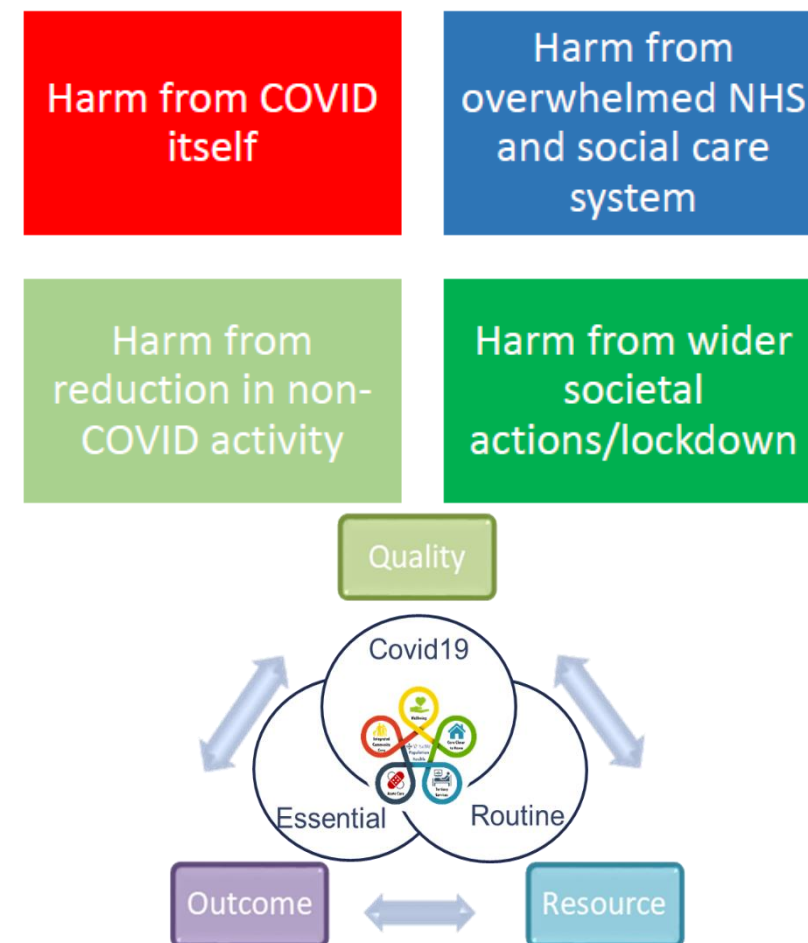 Harm from COVID
itself
Harm from
overwhelmed NHS
and social care
system
Harm from
reduction in non-
COVID activity
Harm from wider
societal
actions/lockdown
Quality
Covid19
Wellbeing
Essential
Routine
Outcome
Resource